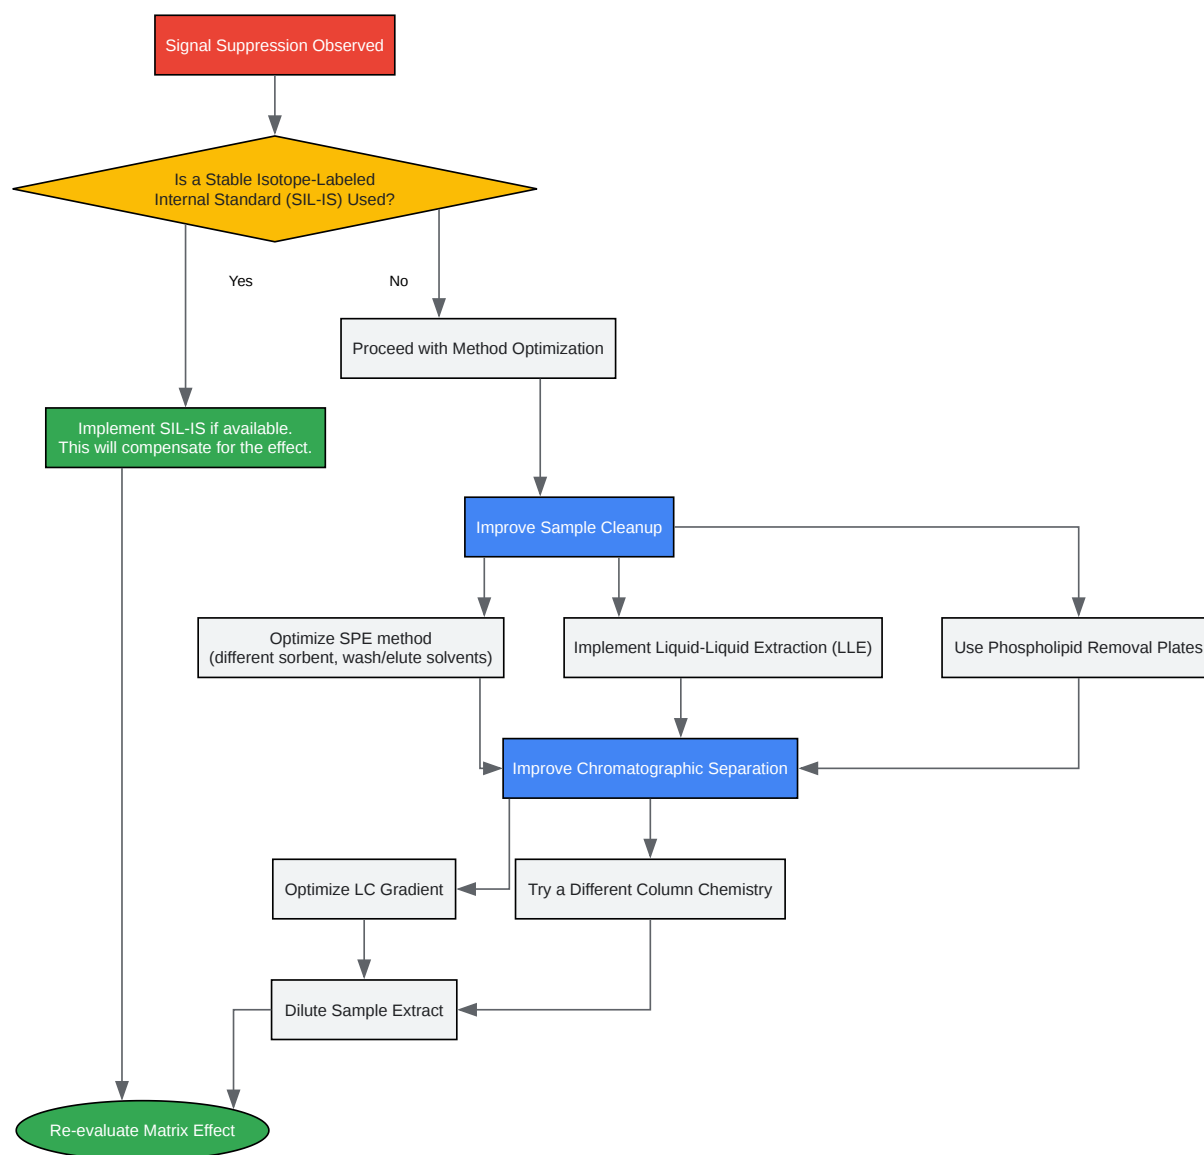 Signal Suppression Observed
Is a Stable Isotope-Labeled
Internal Standard (SIL-IS) Used?
Yes
No
Proceed with Method Optimization
Implement SIL-IS if available.
This will compensate for the effect.
Improve Sample Cleanup
Optimize SPE method
(different sorbent, wash/elute solvents)
Implement Liquid-Liquid Extraction (LLE)
Use Phospholipid Removal Plates
Improve Chromatographic Separation
Optimize LC Gradient
Try a Different Column Chemistry
Dilute Sample Extract
Re-evaluate Matrix Effect